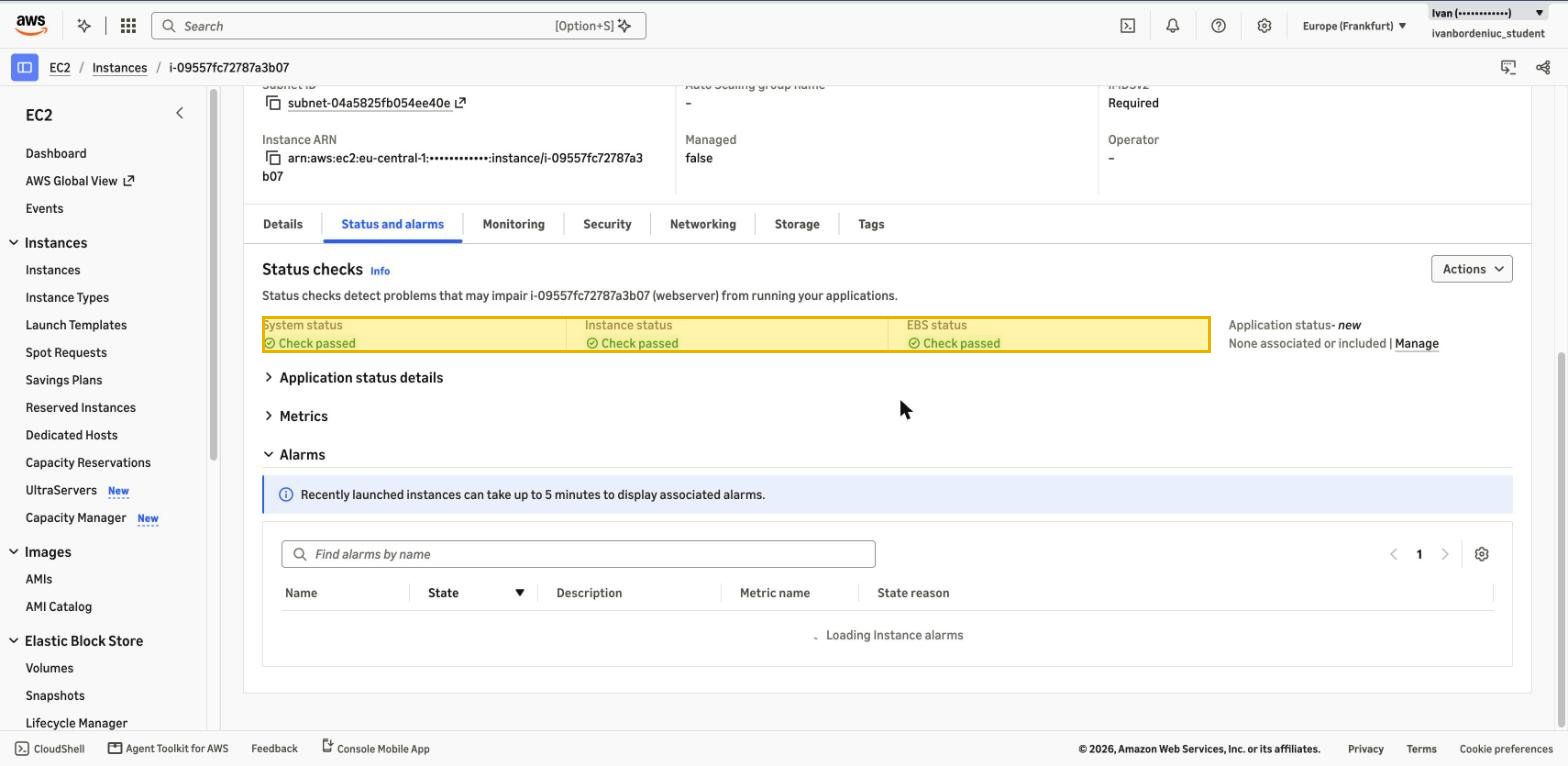 aws
Search
[Option+S]
Europe (Frankfurt)
Ivan (••••••••••••)
ivanbordeniuc_student
EC2 / Instances / i-09557fc72787a3b07
EC2
Dashboard
AWS Global View
Events
Instances
Instances
Instance Types
Launch Templates
Spot Requests
Savings Plans
Reserved Instances
Dedicated Hosts
Capacity Reservations
UltraServers New
Capacity Manager New
Images
AMIs
AMI Catalog
Elastic Block Store
Volumes
Snapshots
Lifecycle Manager
Subnet ID
subnet-04a5825fb054ee40e
Auto Scaling group name
-
IMDSv2
Required
Instance ARN
arn:aws:ec2:eu-central-1:••••••••••••:instance/i-09557fc72787a3
b07
Managed
false
Operator
-
Details
Status and alarms
Monitoring
Security
Networking
Storage
Tags
Status checks Info
Actions
Status checks detect problems that may impair i-09557fc72787a3b07 (webserver) from running your applications.
System status
Check passed
Instance status
Check passed
EBS status
Check passed
Application status- new
None associated or included | Manage
Application status details
Metrics
Alarms
Recently launched instances can take up to 5 minutes to display associated alarms.
Find alarms by name
1
Name
State
Description
Metric name
State reason
Loading Instance alarms
CloudShell
Agent Toolkit for AWS
Feedback
Console Mobile App
© 2026, Amazon Web Services, Inc. or its affiliates.
Privacy
Terms
Cookie preferences